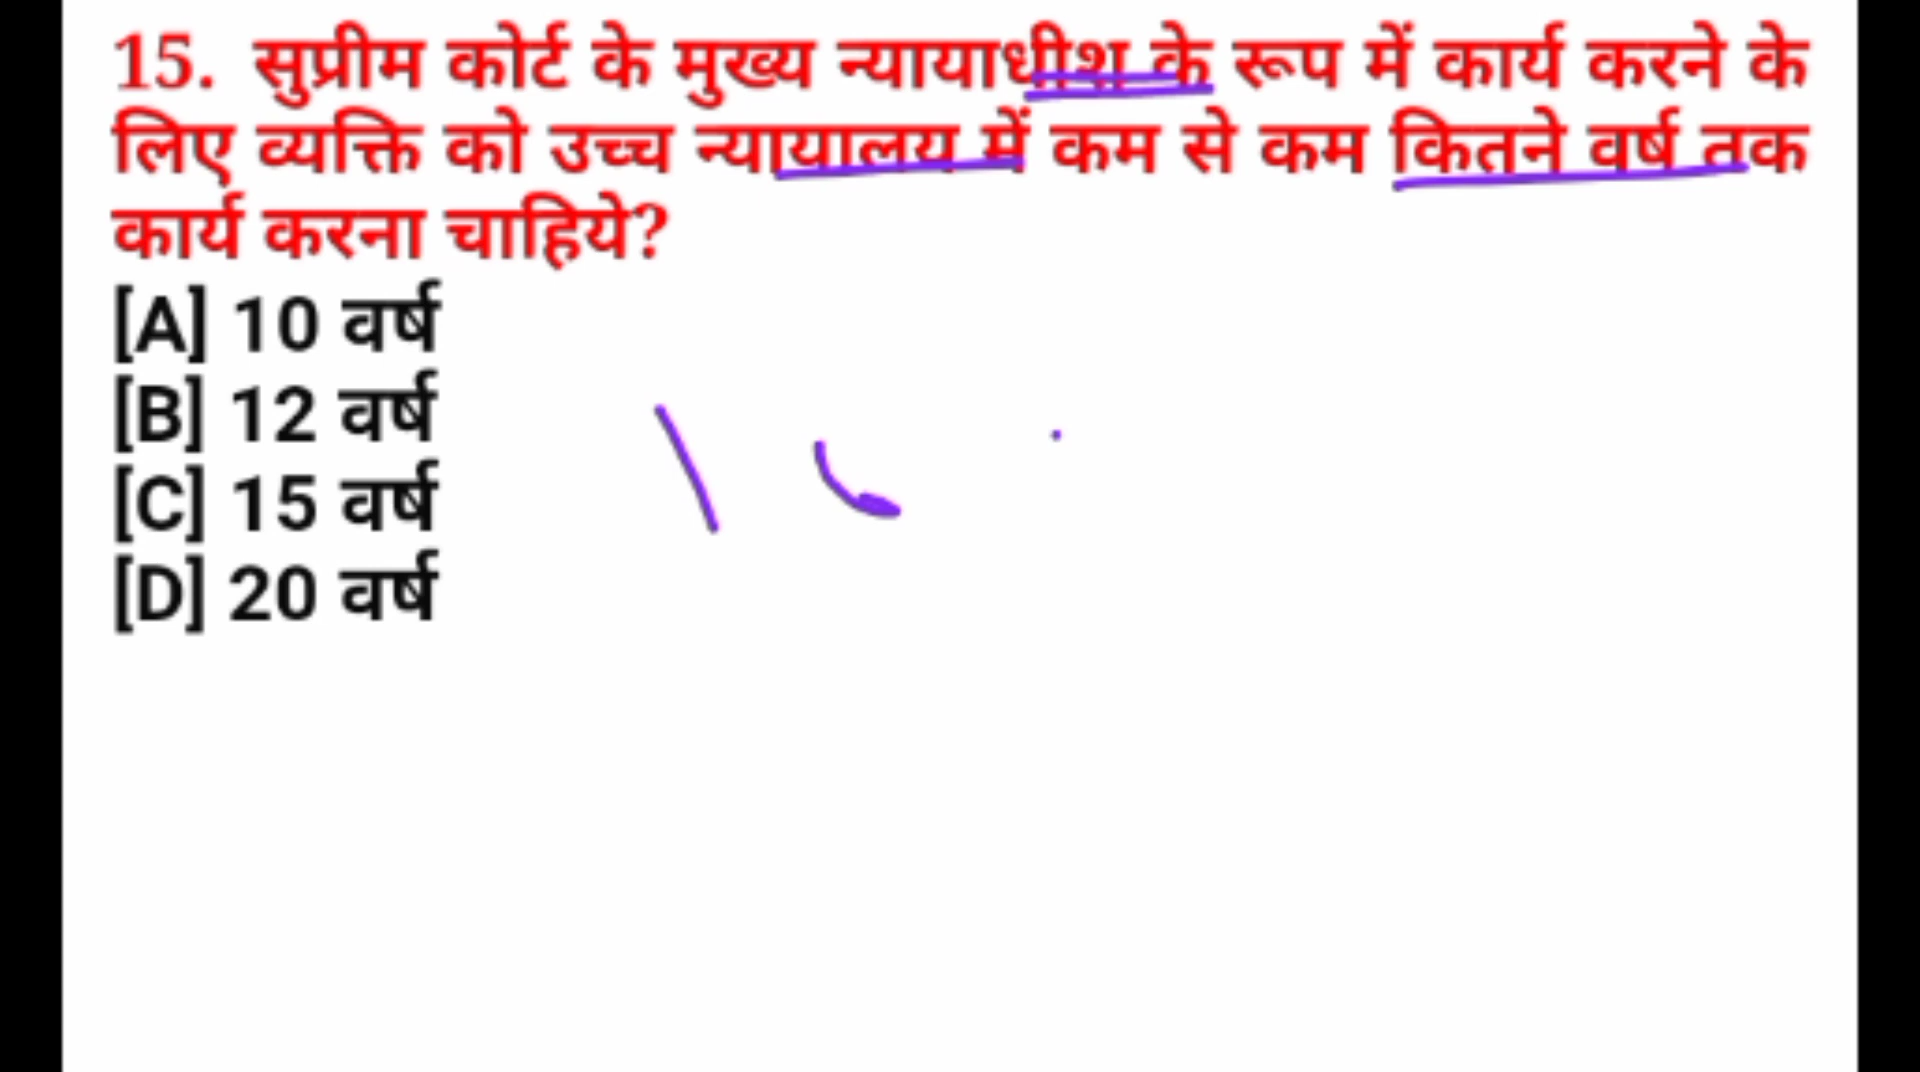 15. सुप्रीम कोर्ट के मुख्य न्यायाधीश के रूप में कार्य करने के
लिए व्यक्ति को उच्च न्यायालय में कम से कम कितने वर्ष तक
कार्य करना चाहिये?
[A] 10 वर्ष
[B] 12 वर्ष
[C] 15 वर्ष
[D] 20 वर्ष